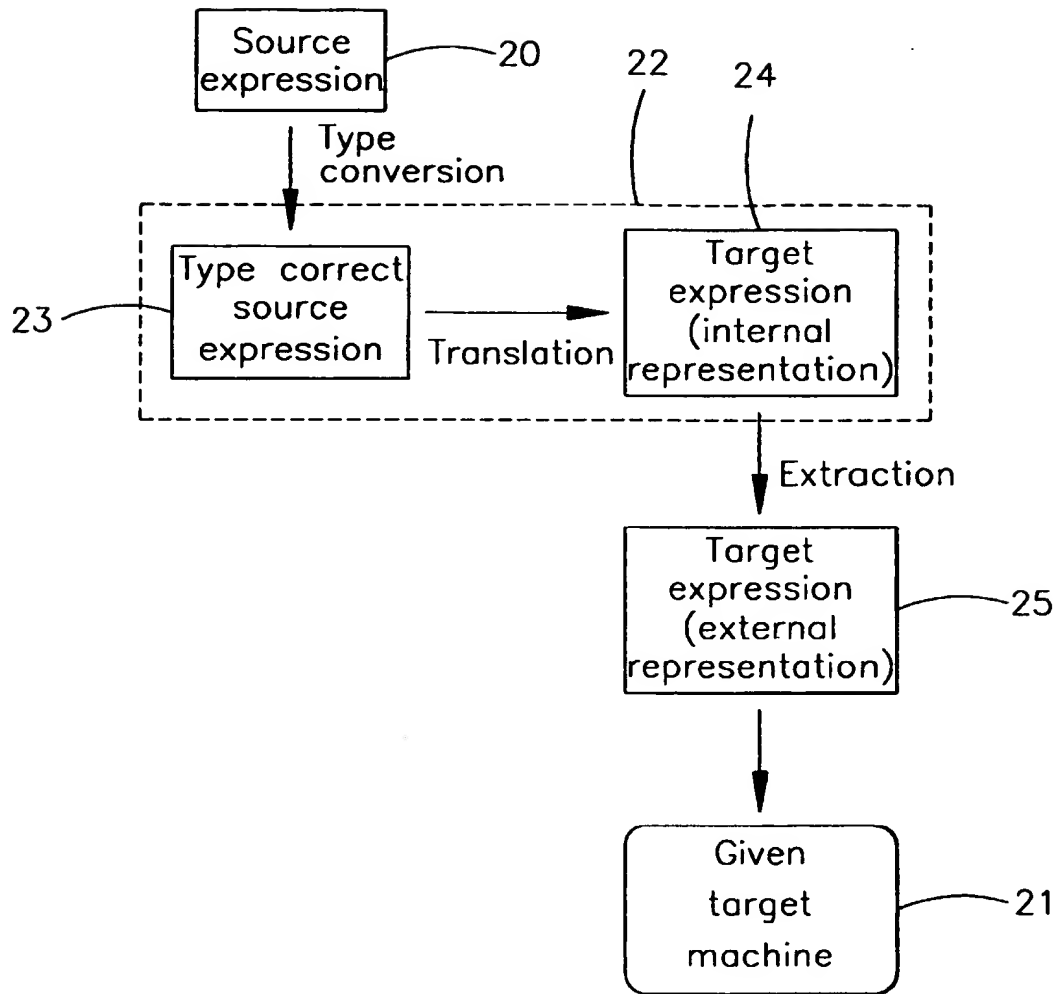 Source
expression
20
22
24
Type
conversion
Type correct
source
expression
23
Translation
Target
expression
(internal
representation)
Extraction
Target
expression
(external
representation)
25
Given
target
machine
21